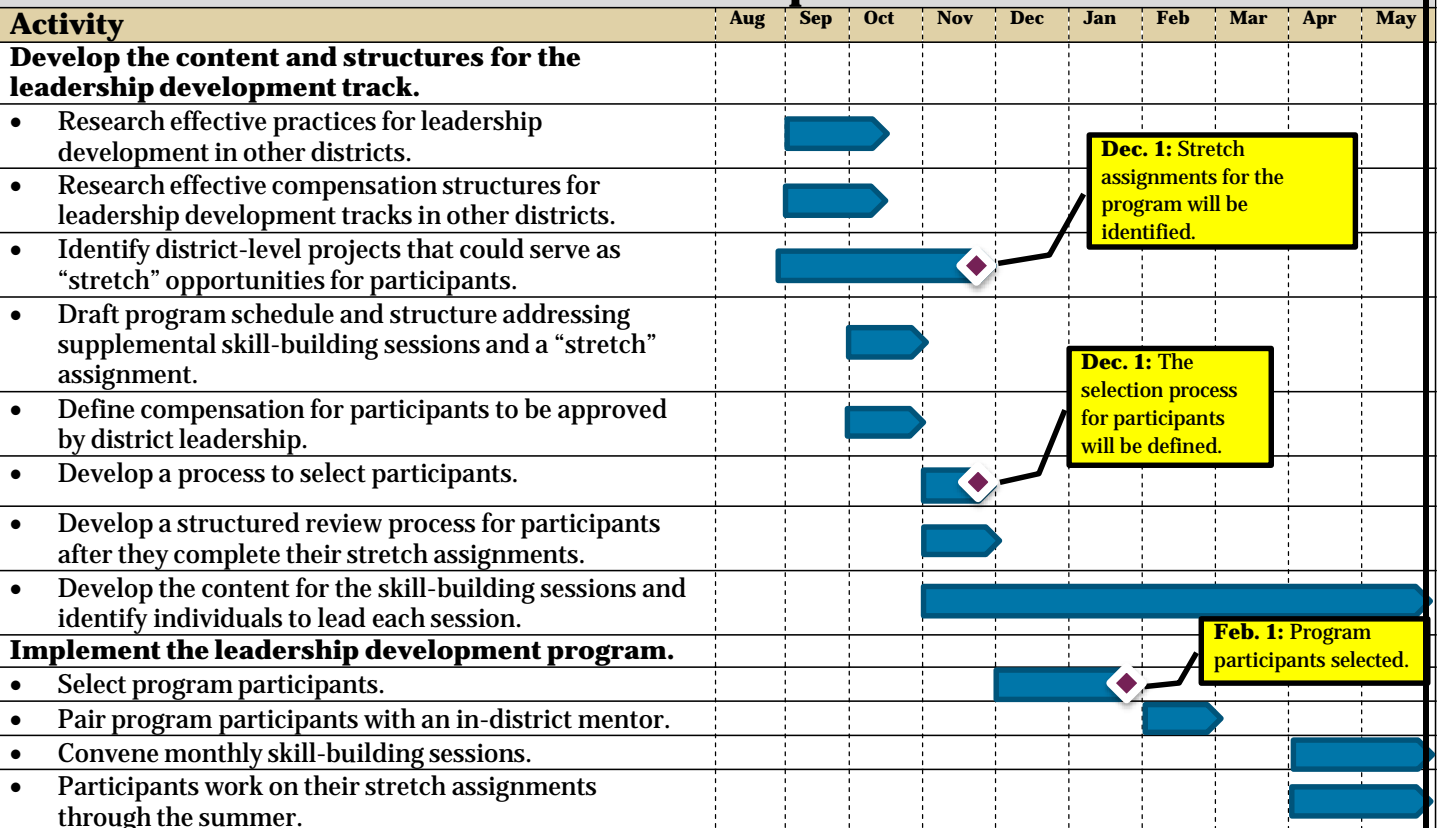 Activity Aug Sep Oct Nov Dec Jan Feb Mar Apr May
Develop the content and structures for the
leadership development track.
• Research effective practices for leadership
development in other districts.
Dec. 1: Stretch
assignments for the
program will be
identified.
• Research effective compensation structures for
leadership development tracks in other districts.
• Identify district-level projects that could serve as
“stretch” opportunities for participants.
• Draft program schedule and structure addressing
supplemental skill-building sessions and a “stretch”
assignment.
Dec. 1: The
selection process
for participants
will be defined.
• Define compensation for participants to be approved
by district leadership.
• Develop a process to select participants.
• Develop a structured review process for participants
after they complete their stretch assignments.
• Develop the content for the skill-building sessions and
identify individuals to lead each session.
Feb. 1: Program
participants selected.
Implement the leadership development program.
• Select program participants.
• Pair program participants with an in-district mentor.
• Convene monthly skill-building sessions.
• Participants work on their stretch assignments
through the summer.